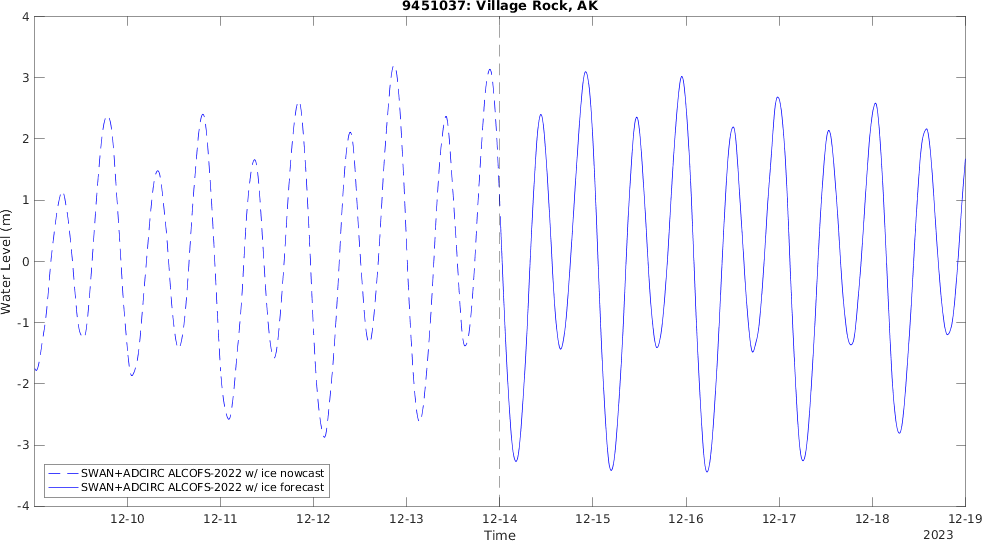 9451037: Village Rock, AK
4
3
2
1
0
-1
-2
-3
-4
Water Level (m)
SWAN+ADCIRC ALCOFS-2022 w/ ice nowcast
SWAN+ADCIRC ALCOFS-2022 w/ ice forecast
12-10 12-11 12-12 12-13 12-14 12-15 12-16 12-17 12-18 12-19
Time
2023